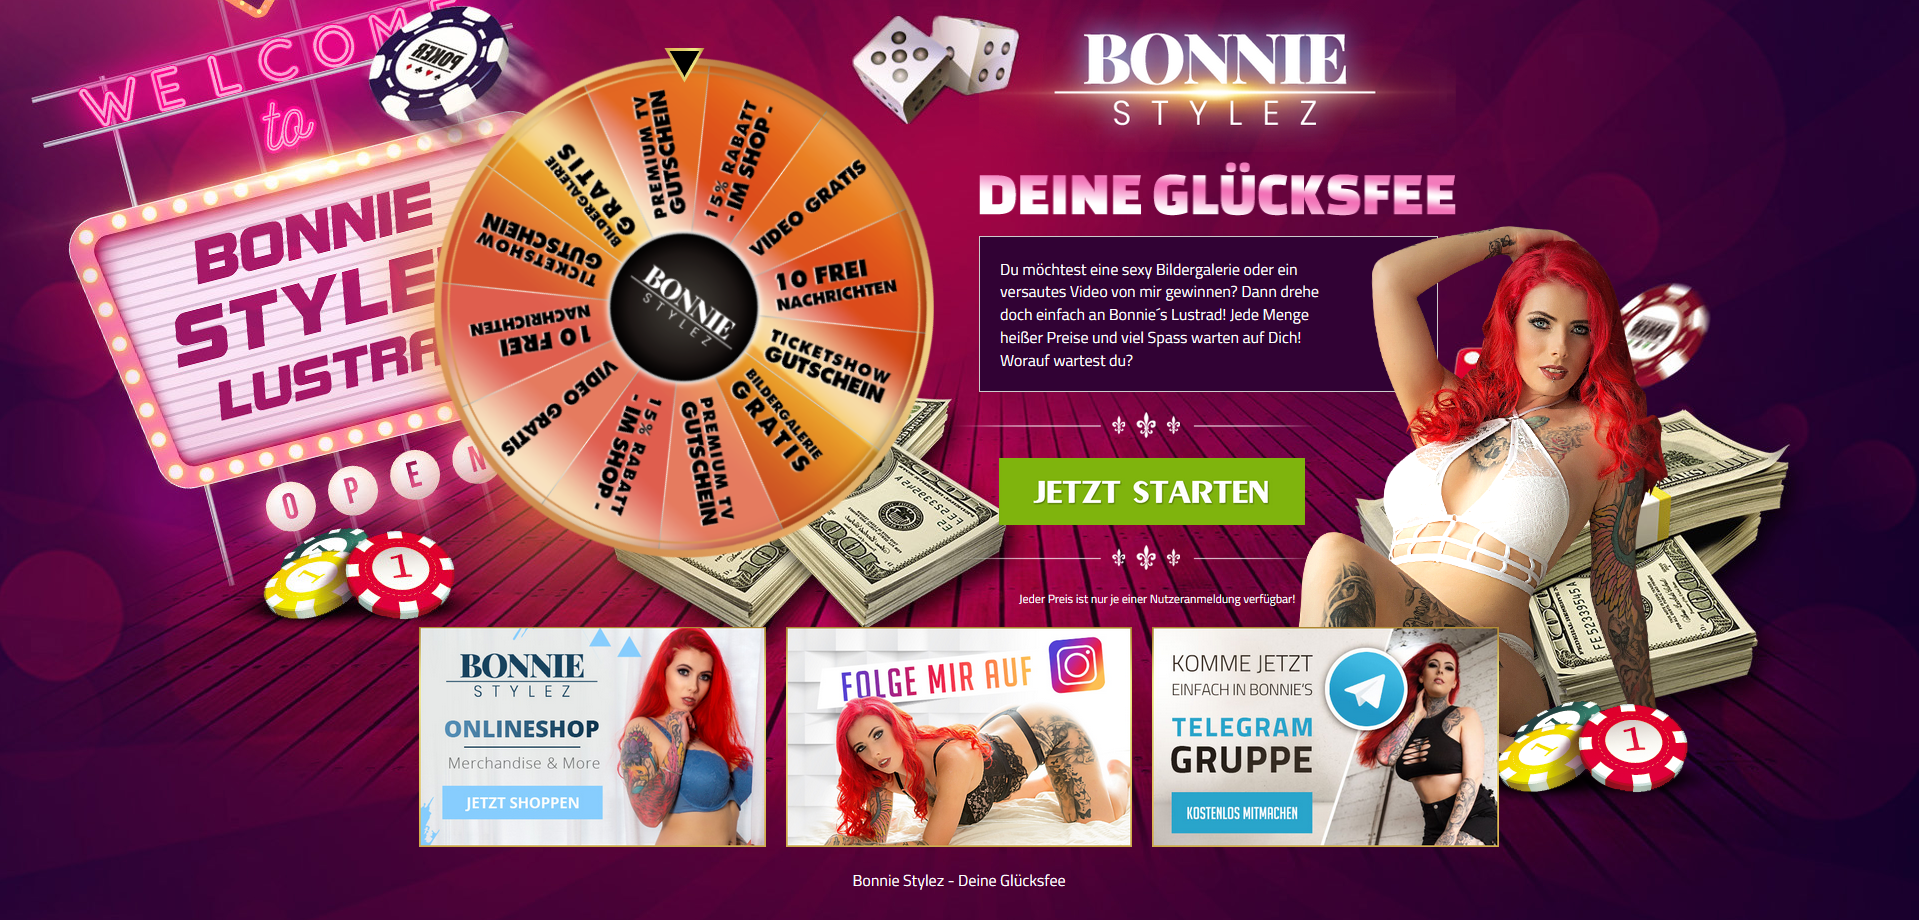 WELCOME
to
BONNIE
STYLEZ
LUSTRA
OPEN
POKER
PREMIUM TV
GUTSCHEIN
15% RABATT
- IM SHOP -
VIDEO GRATIS
10 FREI
NACHRICHTEN
TICKETSHOW
GUTSCHEIN
BILDERGALERIE
GRATIS
PREMIUM TV
GUTSCHEIN
15% RABATT
- IM SHOP -
VIDEO GRATIS
10 FREI
NACHRICHTEN
TICKETSHOW
GUTSCHEIN
BILDERGALERIE
GRATIS
BONNIE
STYLEZ
BONNIE
STYLEZ
DEINE GLÜCKSFEE
Du möchtest eine sexy Bildergalerie oder ein
versautes Video von mir gewinnen? Dann drehe
doch einfach an Bonnie´s Lustrad! Jede Menge
heißer Preise und viel Spass warten auf Dich!
Worauf wartest du?
JETZT STARTEN
Jeder Preis ist nur je einer Nutzeranmeldung verfügbar!
1
1
1
1
BONNIE
STYLEZ
ONLINESHOP
Merchandise & More
JETZT SHOPPEN
FOLGE MIR AUF
KOMME JETZT
EINFACH IN BONNIE'S
TELEGRAM
GRUPPE
KOSTENLOS MITMACHEN
Bonnie Stylez - Deine Glücksfee